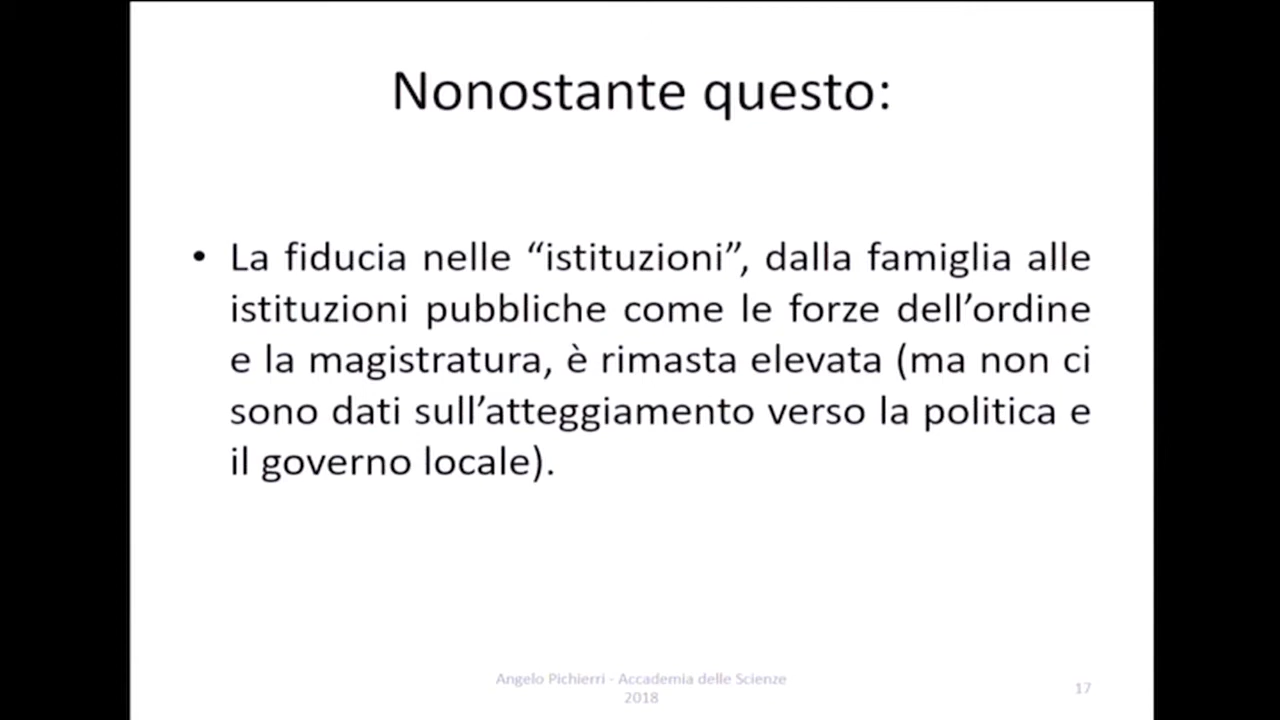 Nonostante questo:
• La fiducia nelle “istituzioni”, dalla famiglia alle
istituzioni pubbliche come le forze dell’ordine
e la magistratura, è rimasta elevata (ma non ci
sono dati sull’atteggiamento verso la politica e
il governo locale).
Angelo Pichierri - Accademia delle Scienze
2018
17